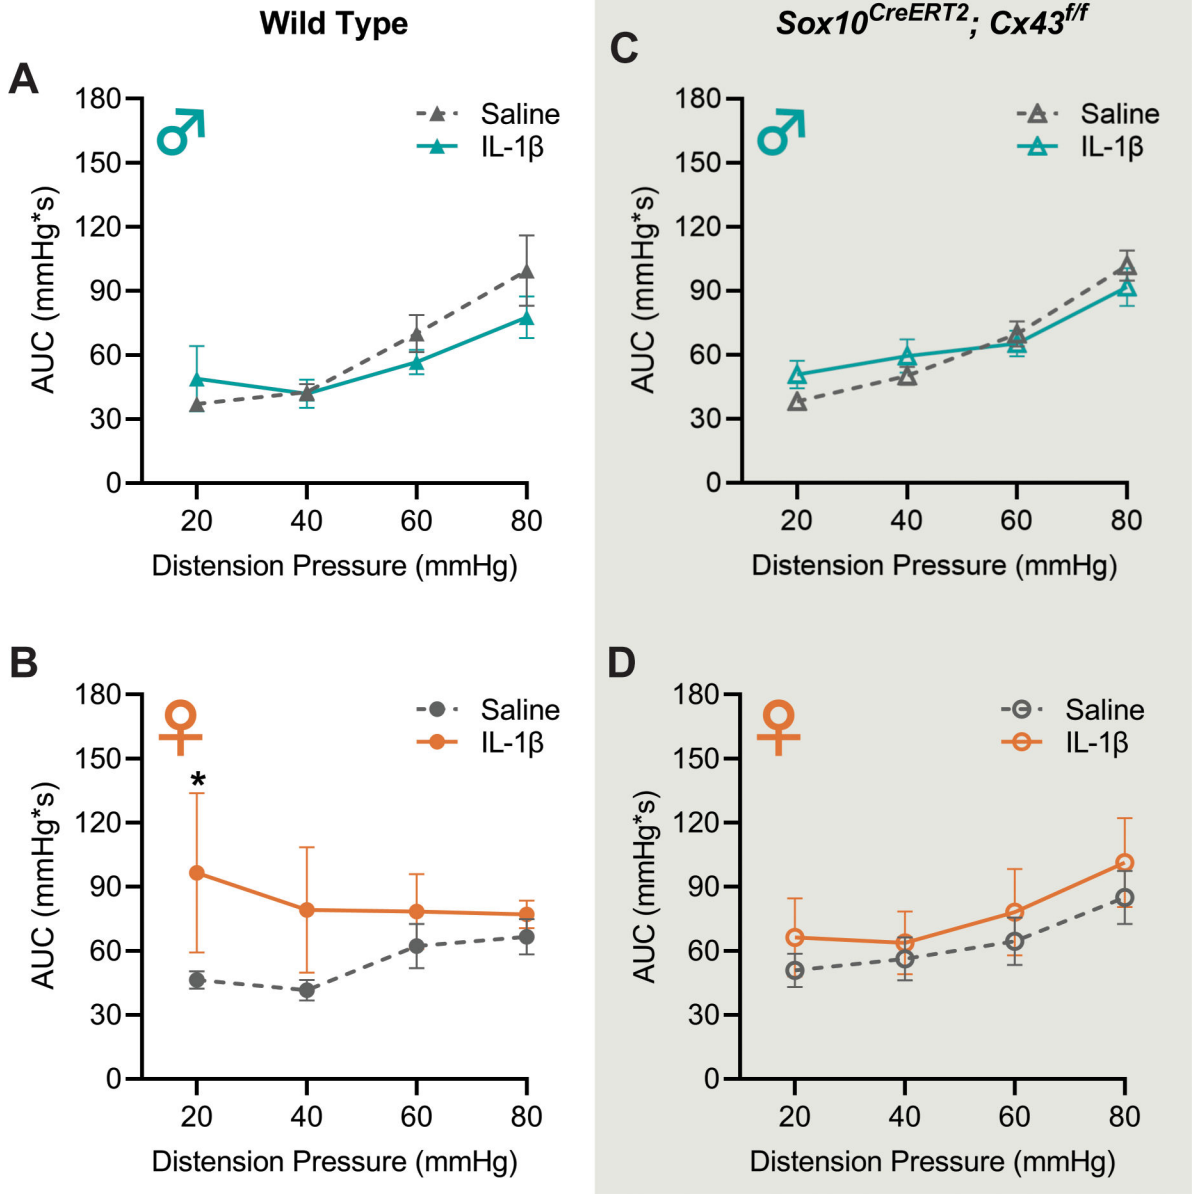 Wild Type
Sox10CreERT2; Cx43f/f
A
180
150
120
90
60
30
0
AUC (mmHg*s)
♂
Saline
IL-1β
20 40 60 80
Distension Pressure (mmHg)
C
180
150
120
90
60
30
0
AUC (mmHg*s)
♂
Saline
IL-1β
20 40 60 80
Distension Pressure (mmHg)
B
180
150
120
90
60
30
0
AUC (mmHg*s)
♀
Saline
IL-1β
*
20 40 60 80
Distension Pressure (mmHg)
D
180
150
120
90
60
30
0
AUC (mmHg*s)
♀
Saline
IL-1β
20 40 60 80
Distension Pressure (mmHg)